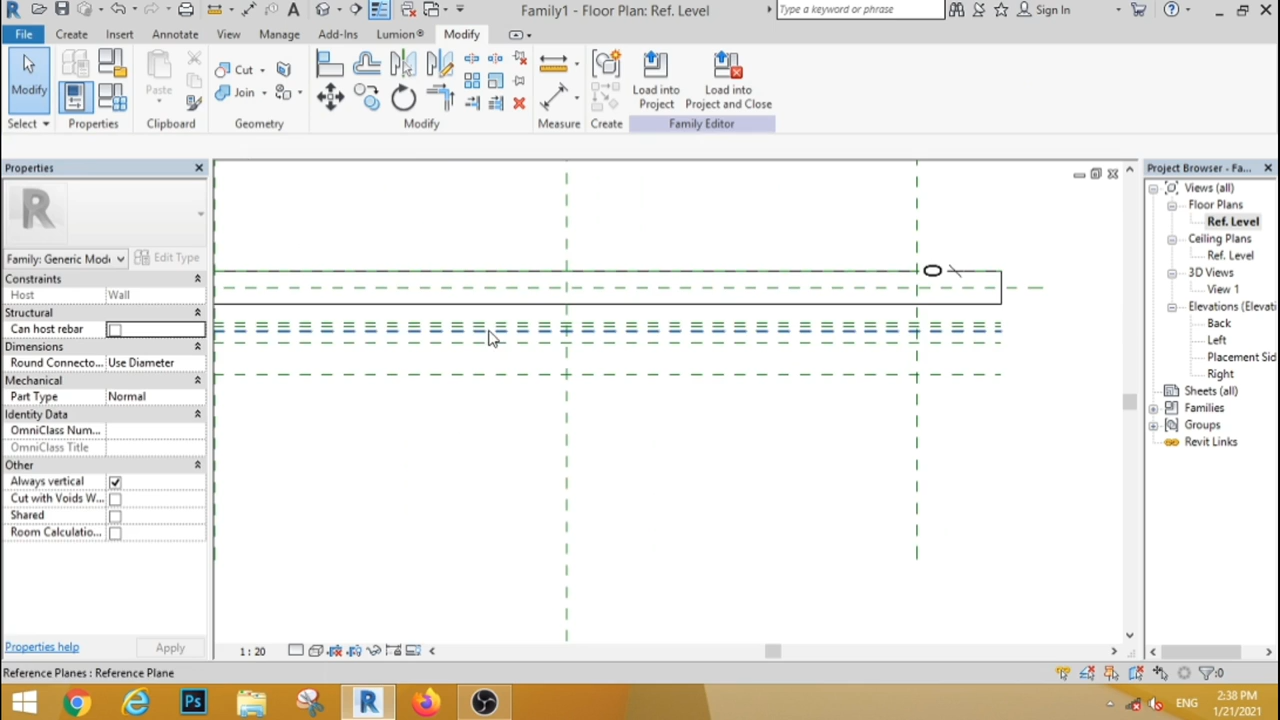 Family1 - Floor Plan: Ref. Level
Type a keyword or phrase
Sign In
File
Create
Insert
Annotate
View
Manage
Add-Ins
Lumion®
Modify
Modify
Paste
Cut
Join
Load into
Project
Load into
Project and Close
Select
Properties
Clipboard
Geometry
Modify
Measure
Create
Family Editor
Properties
Family: Generic Mode
Edit Type
Constraints
Host Wall
Structural
Can host rebar
Dimensions
Round Connecto... Use Diameter
Mechanical
Part Type Normal
Identity Data
OmniClass Num...
OmniClass Title
Other
Always vertical
Cut with Voids W...
Shared
Room Calculatio...
Properties help
Apply
1 : 20
Project Browser - Fa...
Views (all)
Floor Plans
Ref. Level
Ceiling Plans
Ref. Level
3D Views
View 1
Elevations (Elevati
Back
Left
Placement Sid
Right
Sheets (all)
Families
Groups
Revit Links
Reference Planes : Reference Plane
:0
ENG
2:38 PM
1/21/2021